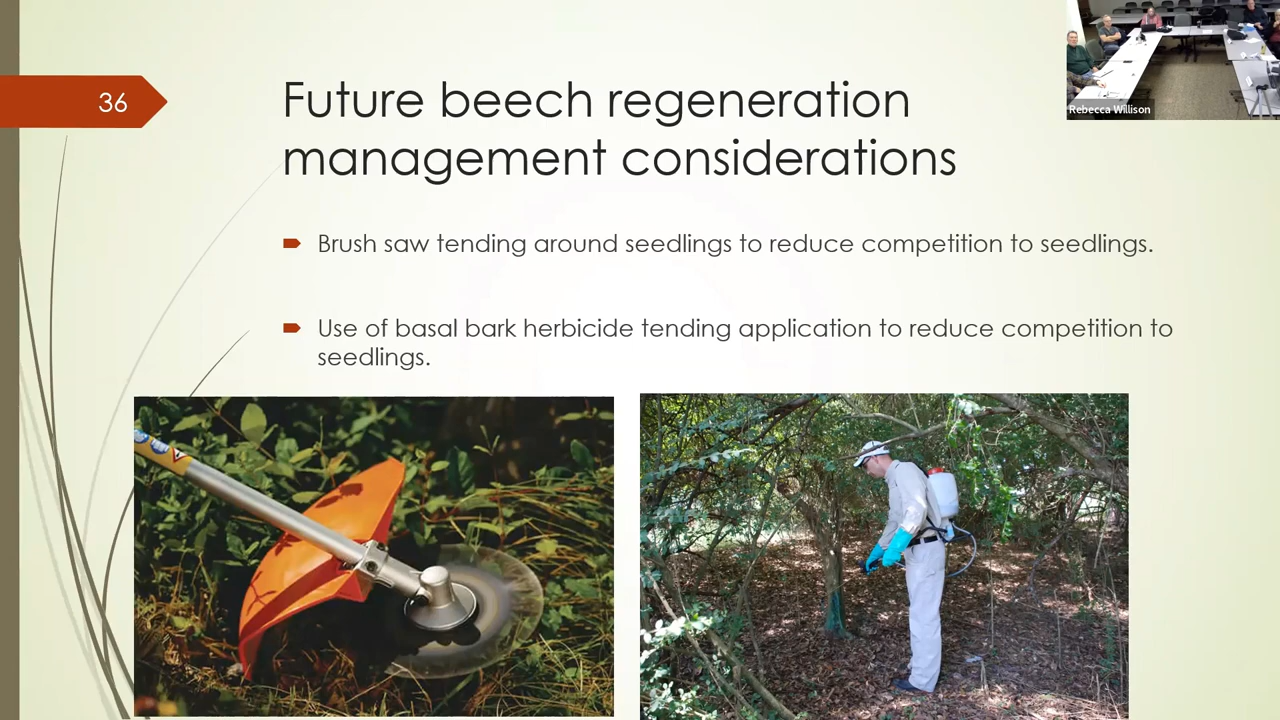 36
Future beech regeneration
management considerations
Brush saw tending around seedlings to reduce competition to seedlings.
Use of basal bark herbicide tending application to reduce competition to
seedlings.
Rebecca Willison